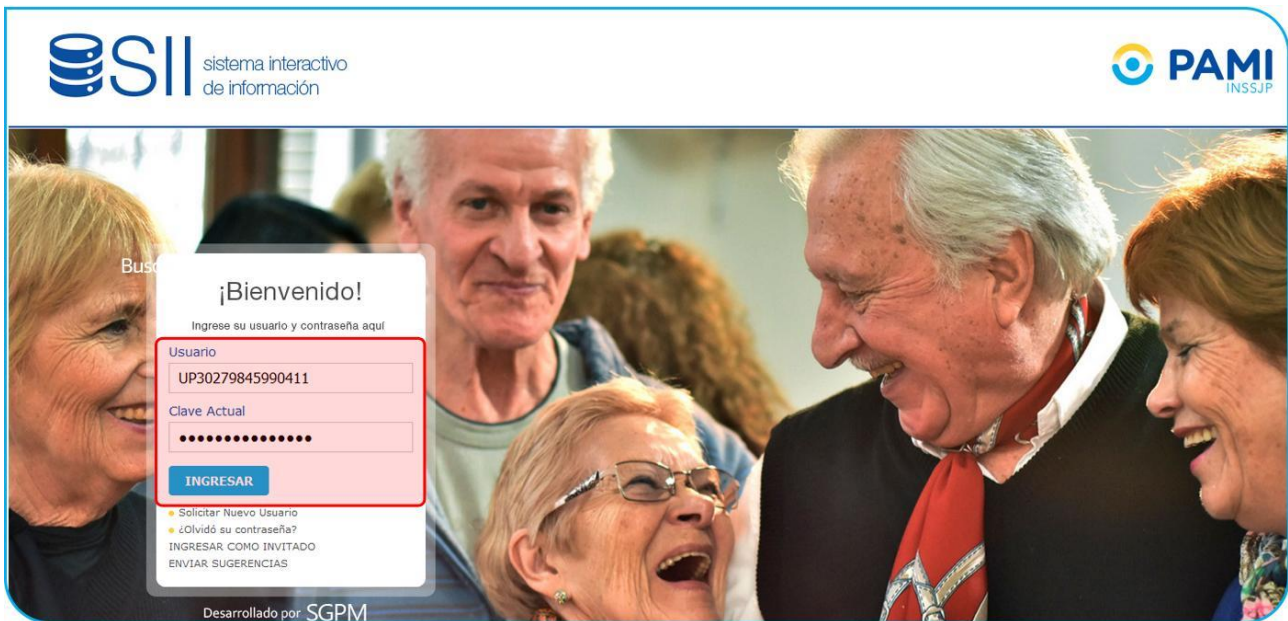 SII sistema interactivo
de información
PAMI
INSSJP
Busc
¡Bienvenido!
Ingrese su usuario y contraseña aquí
Usuario
UP30279845990411
Clave Actual
•••••••••••••••
INGRESAR
Solicitar Nuevo Usuario
¿Olvidó su contraseña?
INGRESAR COMO INVITADO
ENVIAR SUGERENCIAS
Desarrollado por SGPM